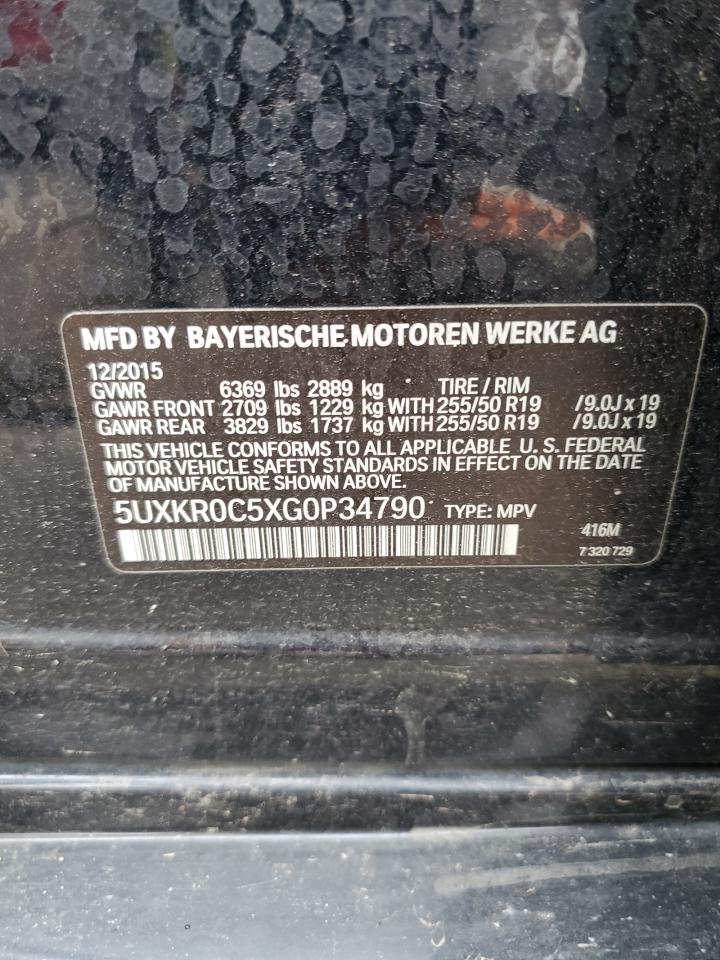 MFD BY BAYERISCHE MOTOREN WERKE AG
12/2015
GVWR 6369 lbs 2889 kg TIRE / RIM
GAWR FRONT 2709 lbs 1229 kg WITH 255/50 R19 /9.0J x 19
GAWR REAR 3829 lbs 1737 kg WITH 255/50 R19 /9.0J x 19
THIS VEHICLE CONFORMS TO ALL APPLICABLE U. S. FEDERAL
MOTOR VEHICLE SAFETY STANDARDS IN EFFECT ON THE DATE
OF MANUFACTURE SHOWN ABOVE.
5UXKR0C5XG0P34790 TYPE: MPV
416M
7 320 729